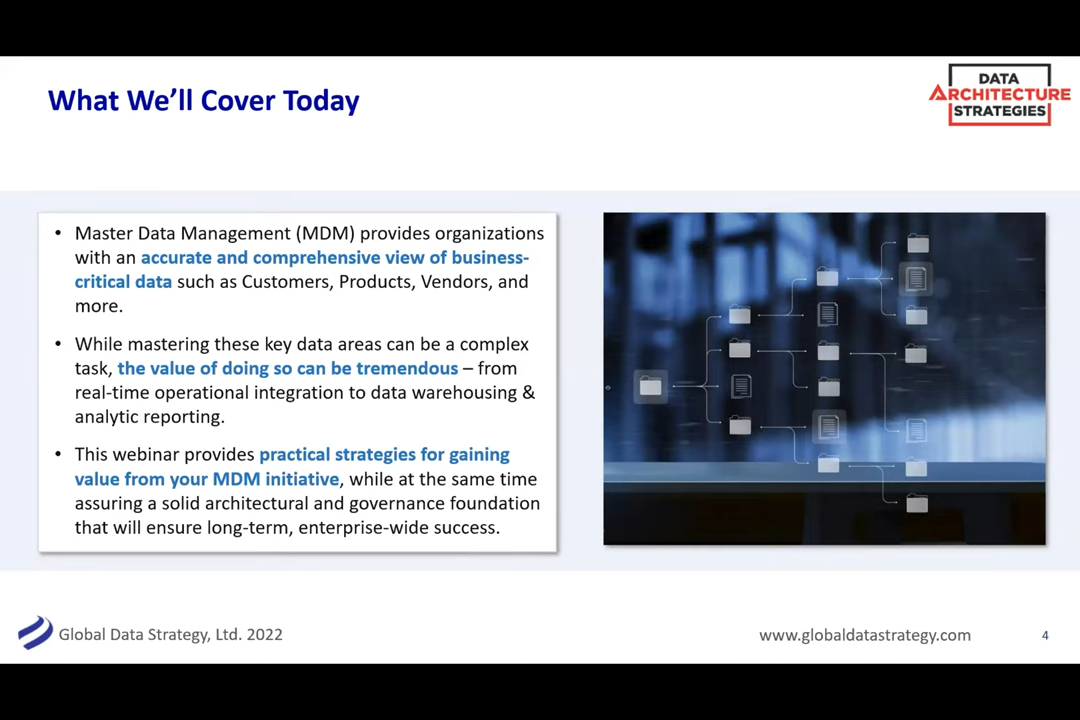 What We’ll Cover Today
DATA
ARCHITECTURE
STRATEGIES
• Master Data Management (MDM) provides organizations
with an accurate and comprehensive view of business-
critical data such as Customers, Products, Vendors, and
more.
• While mastering these key data areas can be a complex
task, the value of doing so can be tremendous – from
real-time operational integration to data warehousing &
analytic reporting.
• This webinar provides practical strategies for gaining
value from your MDM initiative, while at the same time
assuring a solid architectural and governance foundation
that will ensure long-term, enterprise-wide success.
Global Data Strategy, Ltd. 2022
www.globaldatastrategy.com
4